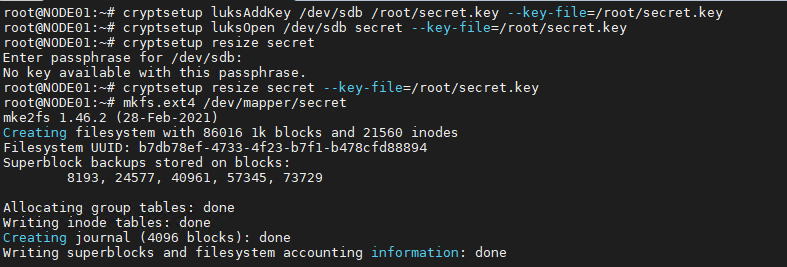 root@NODE01:~# cryptsetup luksAddKey /dev/sdb /root/secret.key --key-file=/root/secret.key
root@NODE01:~# cryptsetup luksOpen /dev/sdb secret --key-file=/root/secret.key
root@NODE01:~# cryptsetup resize secret
Enter passphrase for /dev/sdb:
No key available with this passphrase.
root@NODE01:~# cryptsetup resize secret --key-file=/root/secret.key
root@NODE01:~# mkfs.ext4 /dev/mapper/secret
mke2fs 1.46.2 (28-Feb-2021)
Creating filesystem with 86016 1k blocks and 21560 inodes
Filesystem UUID: b7db78ef-4733-4f23-b7f1-b478cfd88894
Superblock backups stored on blocks:
        8193, 24577, 40961, 57345, 73729

Allocating group tables: done
Writing inode tables: done
Creating journal (4096 blocks): done
Writing superblocks and filesystem accounting information: done